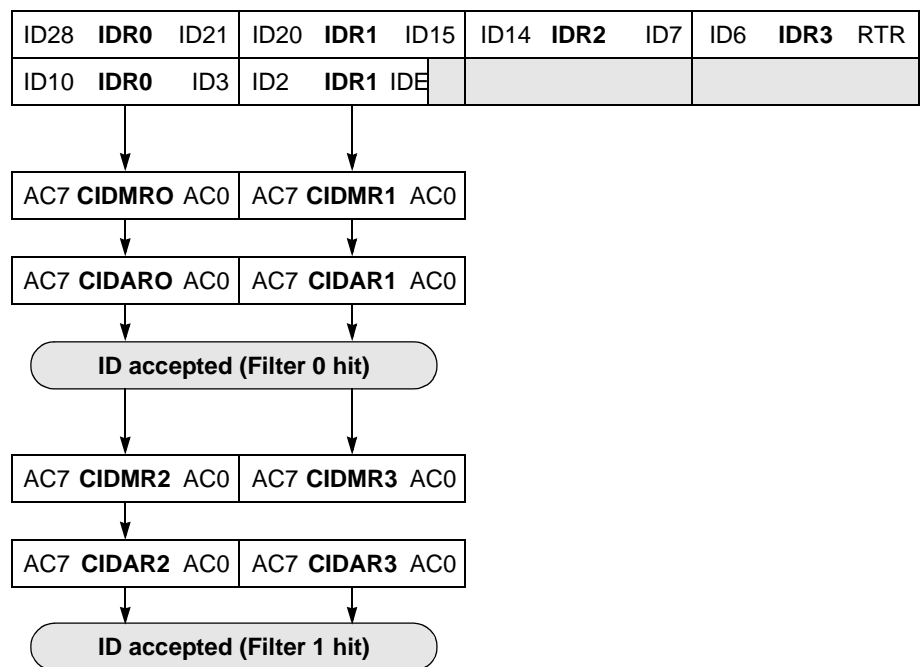 ID28 IDR0 ID21 ID20 IDR1 ID15 ID14 IDR2 ID7 ID6 IDR3 RTR
ID10 IDR0 ID3 ID2 IDR1 IDE
AC7 CIDMRO AC0 AC7 CIDMR1 AC0
AC7 CIDARO AC0 AC7 CIDAR1 AC0
ID accepted (Filter 0 hit)
AC7 CIDMR2 AC0 AC7 CIDMR3 AC0
AC7 CIDAR2 AC0 AC7 CIDAR3 AC0
ID accepted (Filter 1 hit)